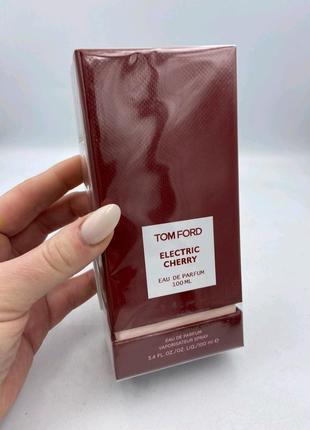 TOM FORD
ELECTRIC
CHERRY
EAU DE PARFUM
100 ML
EAU DE PARFUM
VAPORISATEUR SPRAY
3.4 FL.OZ./OZ. LIQ./100 ml ℮